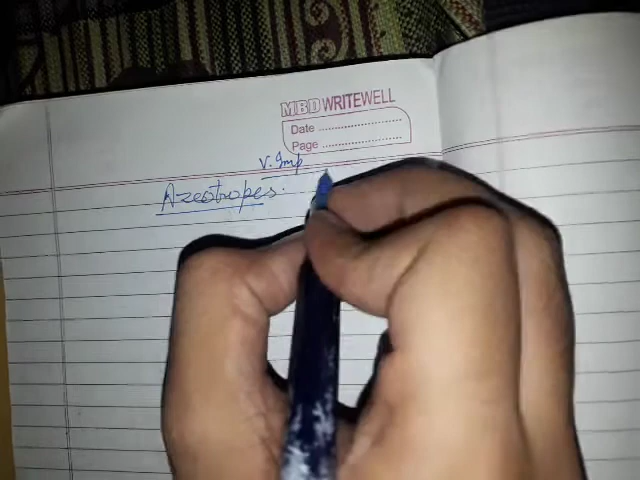 MBD WRITEWELL
Date ........................
Page ........................
V. Imp
Azeotropes.